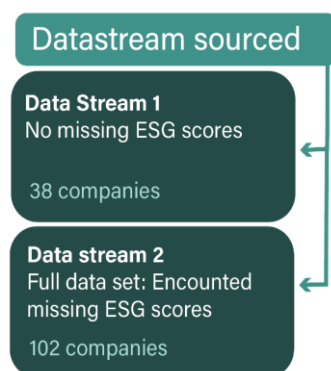 Datastream sourced
Data Stream 1
No missing ESG scores
38 companies
Data stream 2
Full data set: Encounted
missing ESG scores
102 companies